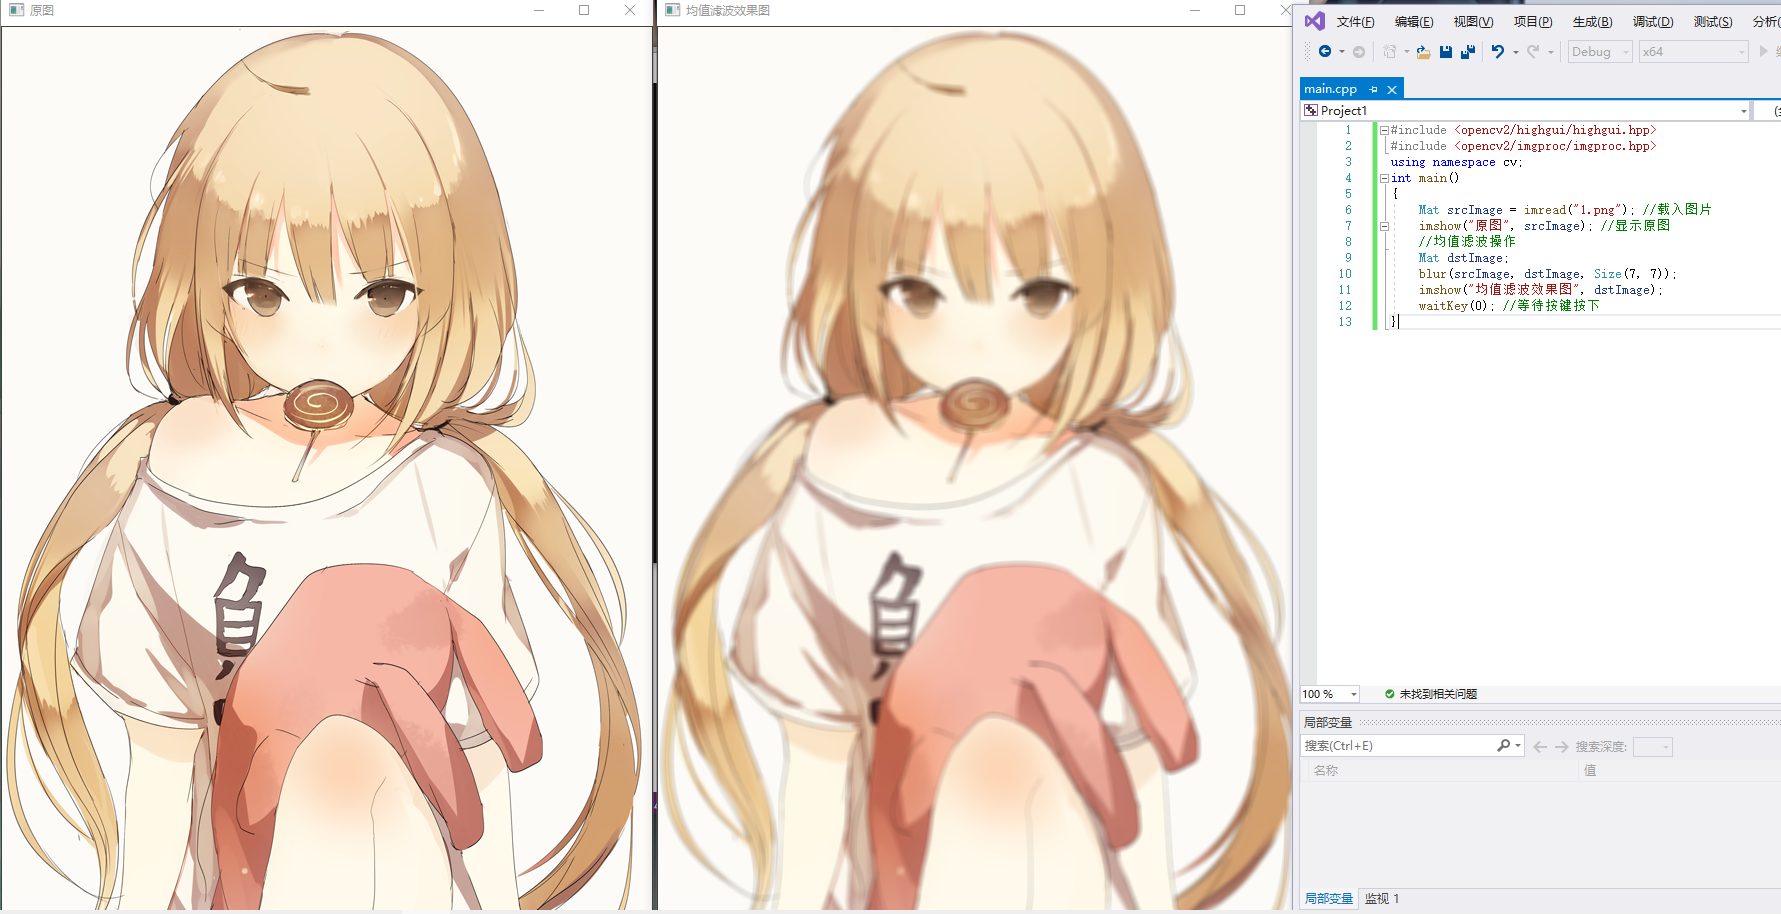 原图
均值滤波效果图
文件(F) 编辑(E) 视图(V) 项目(P) 生成(B) 调试(D) 测试(S) 分析(
Debug x64
main.cpp
Project1
1 #include <opencv2/highgui/highgui.hpp>
2 #include <opencv2/imgproc/imgproc.hpp>
3 using namespace cv;
4 int main()
5 {
6 Mat srcImage = imread("1.png"); //载入图片
7 imshow("原图", srcImage); //显示原图
8 //均值滤波操作
9 Mat dstImage;
10 blur(srcImage, dstImage, Size(7, 7));
11 imshow("均值滤波效果图", dstImage);
12 waitKey(0); //等待按键按下
13 }
100 % 未找到相关问题
局部变量
搜索(Ctrl+E) 搜索深度:
名称 值
局部变量 监视 1